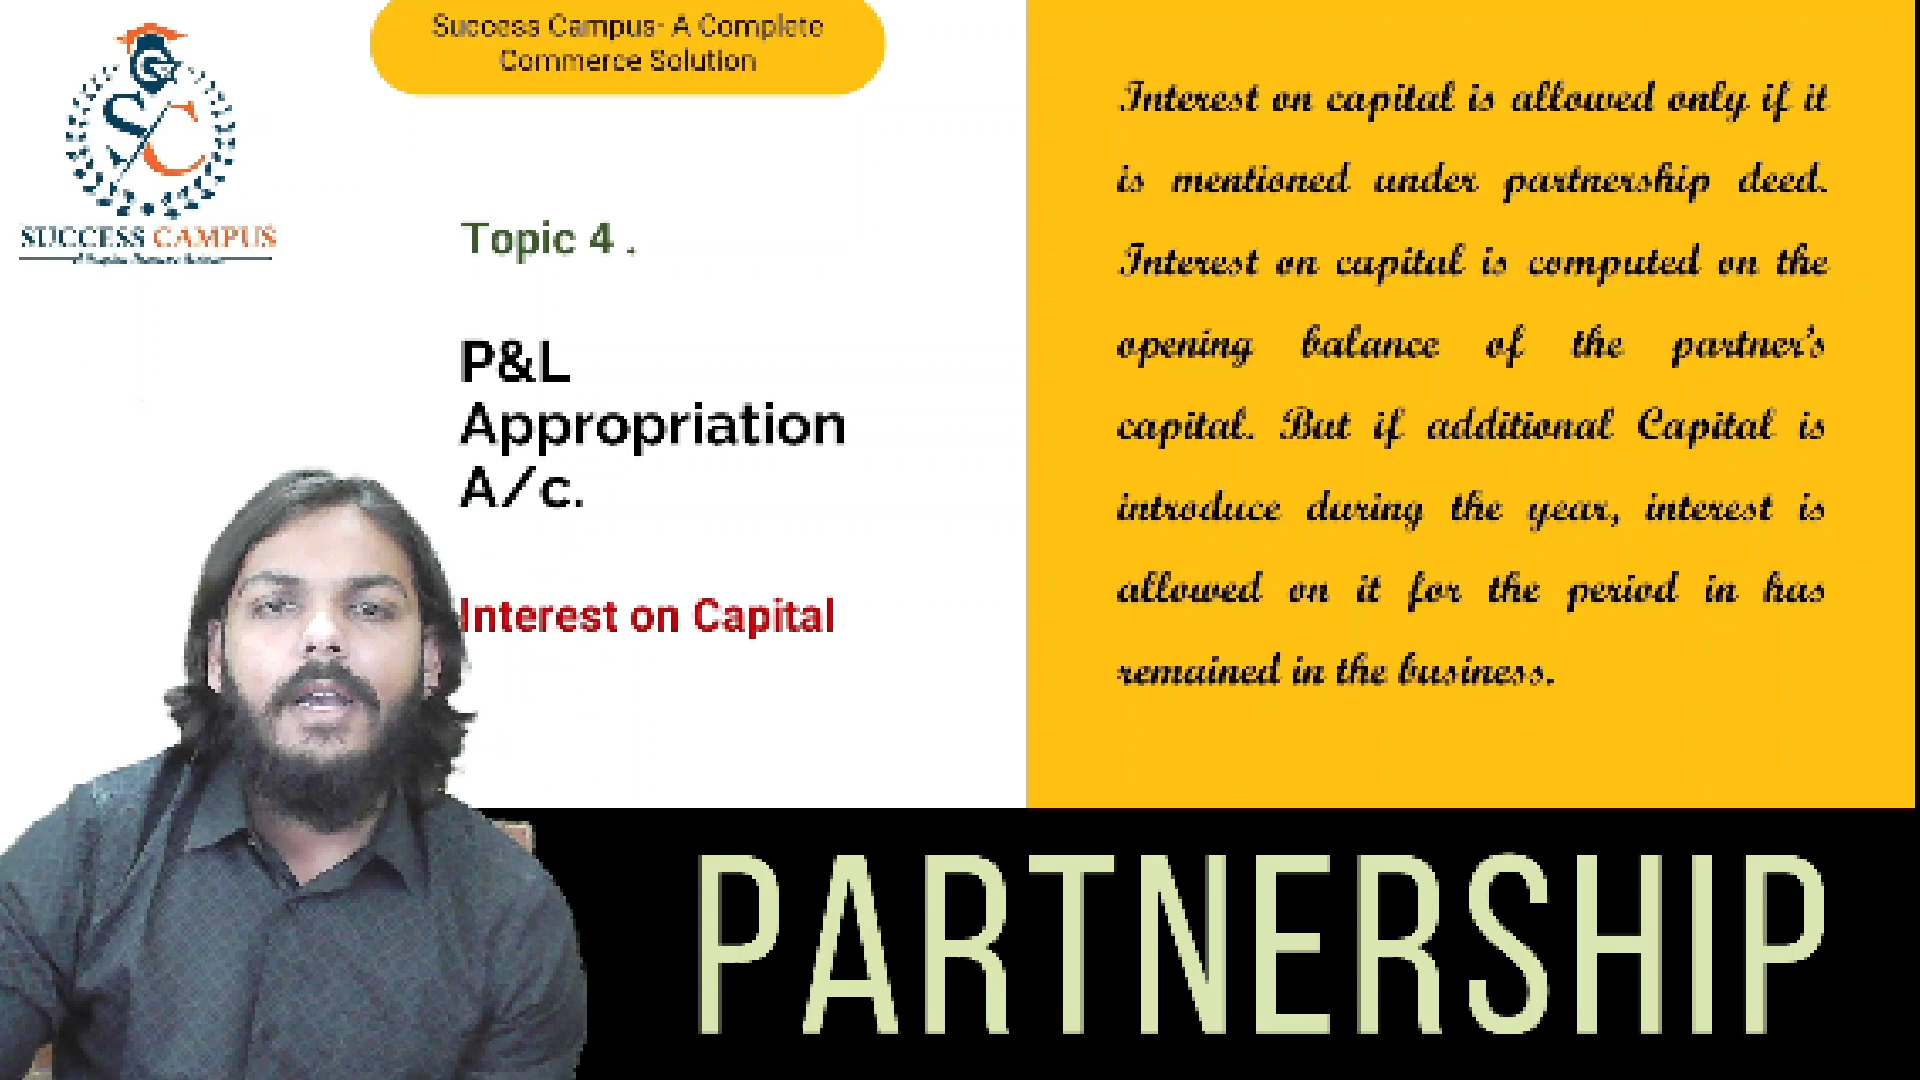 Success Campus- A Complete
Commerce Solution
SUCCESS CAMPUS
Topic 4 .
P&L
Appropriation
A/c.
Interest on Capital
Interest on capital is allowed only if it
is mentioned under partnership deed.
Interest on capital is computed on the
opening balance of the partner's
capital. But if additional Capital is
introduce during the year, interest is
allowed on it for the period in has
remained in the business.
PARTNERSHIP